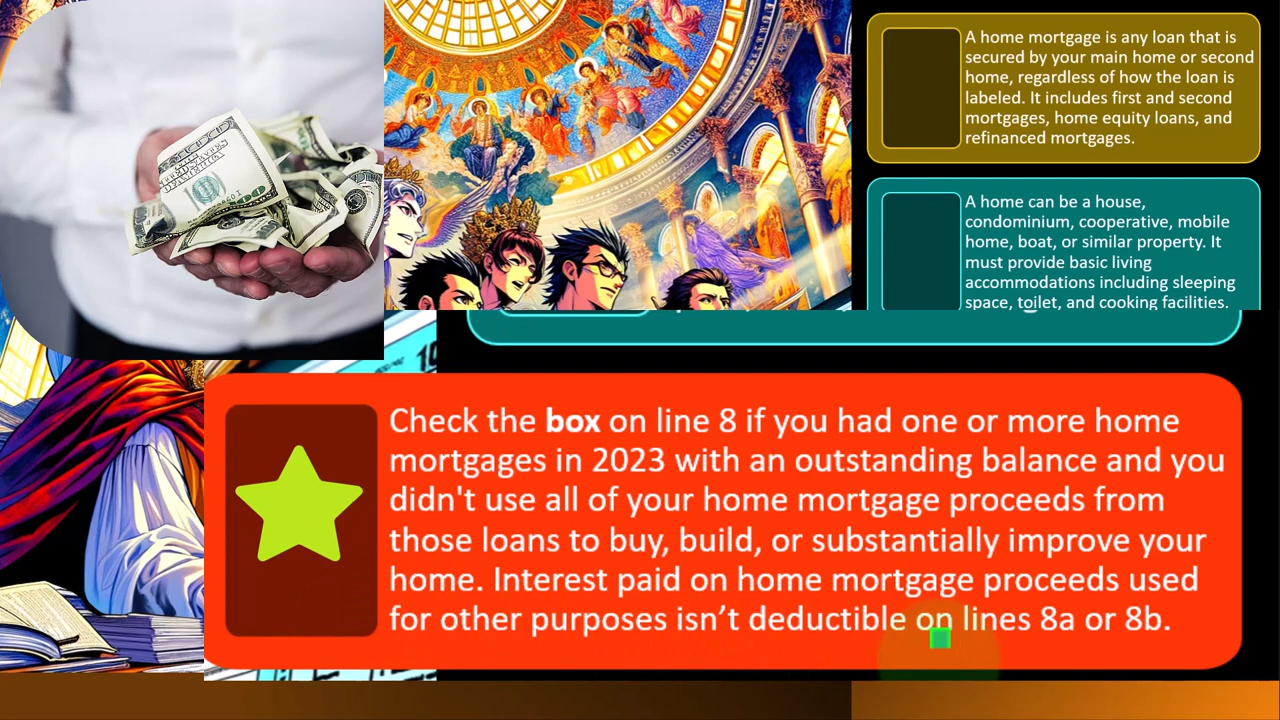 A home mortgage is any loan that is
secured by your main home or second
home, regardless of how the loan is
labeled. It includes first and second
mortgages, home equity loans, and
refinanced mortgages.
A home can be a house,
condominium, cooperative, mobile
home, boat, or similar property. It
must provide basic living
accommodations including sleeping
space, toilet, and cooking facilities.
Check the box on line 8 if you had one or more home
mortgages in 2023 with an outstanding balance and you
didn't use all of your home mortgage proceeds from
those loans to buy, build, or substantially improve your
home. Interest paid on home mortgage proceeds used
for other purposes isn’t deductible on lines 8a or 8b.